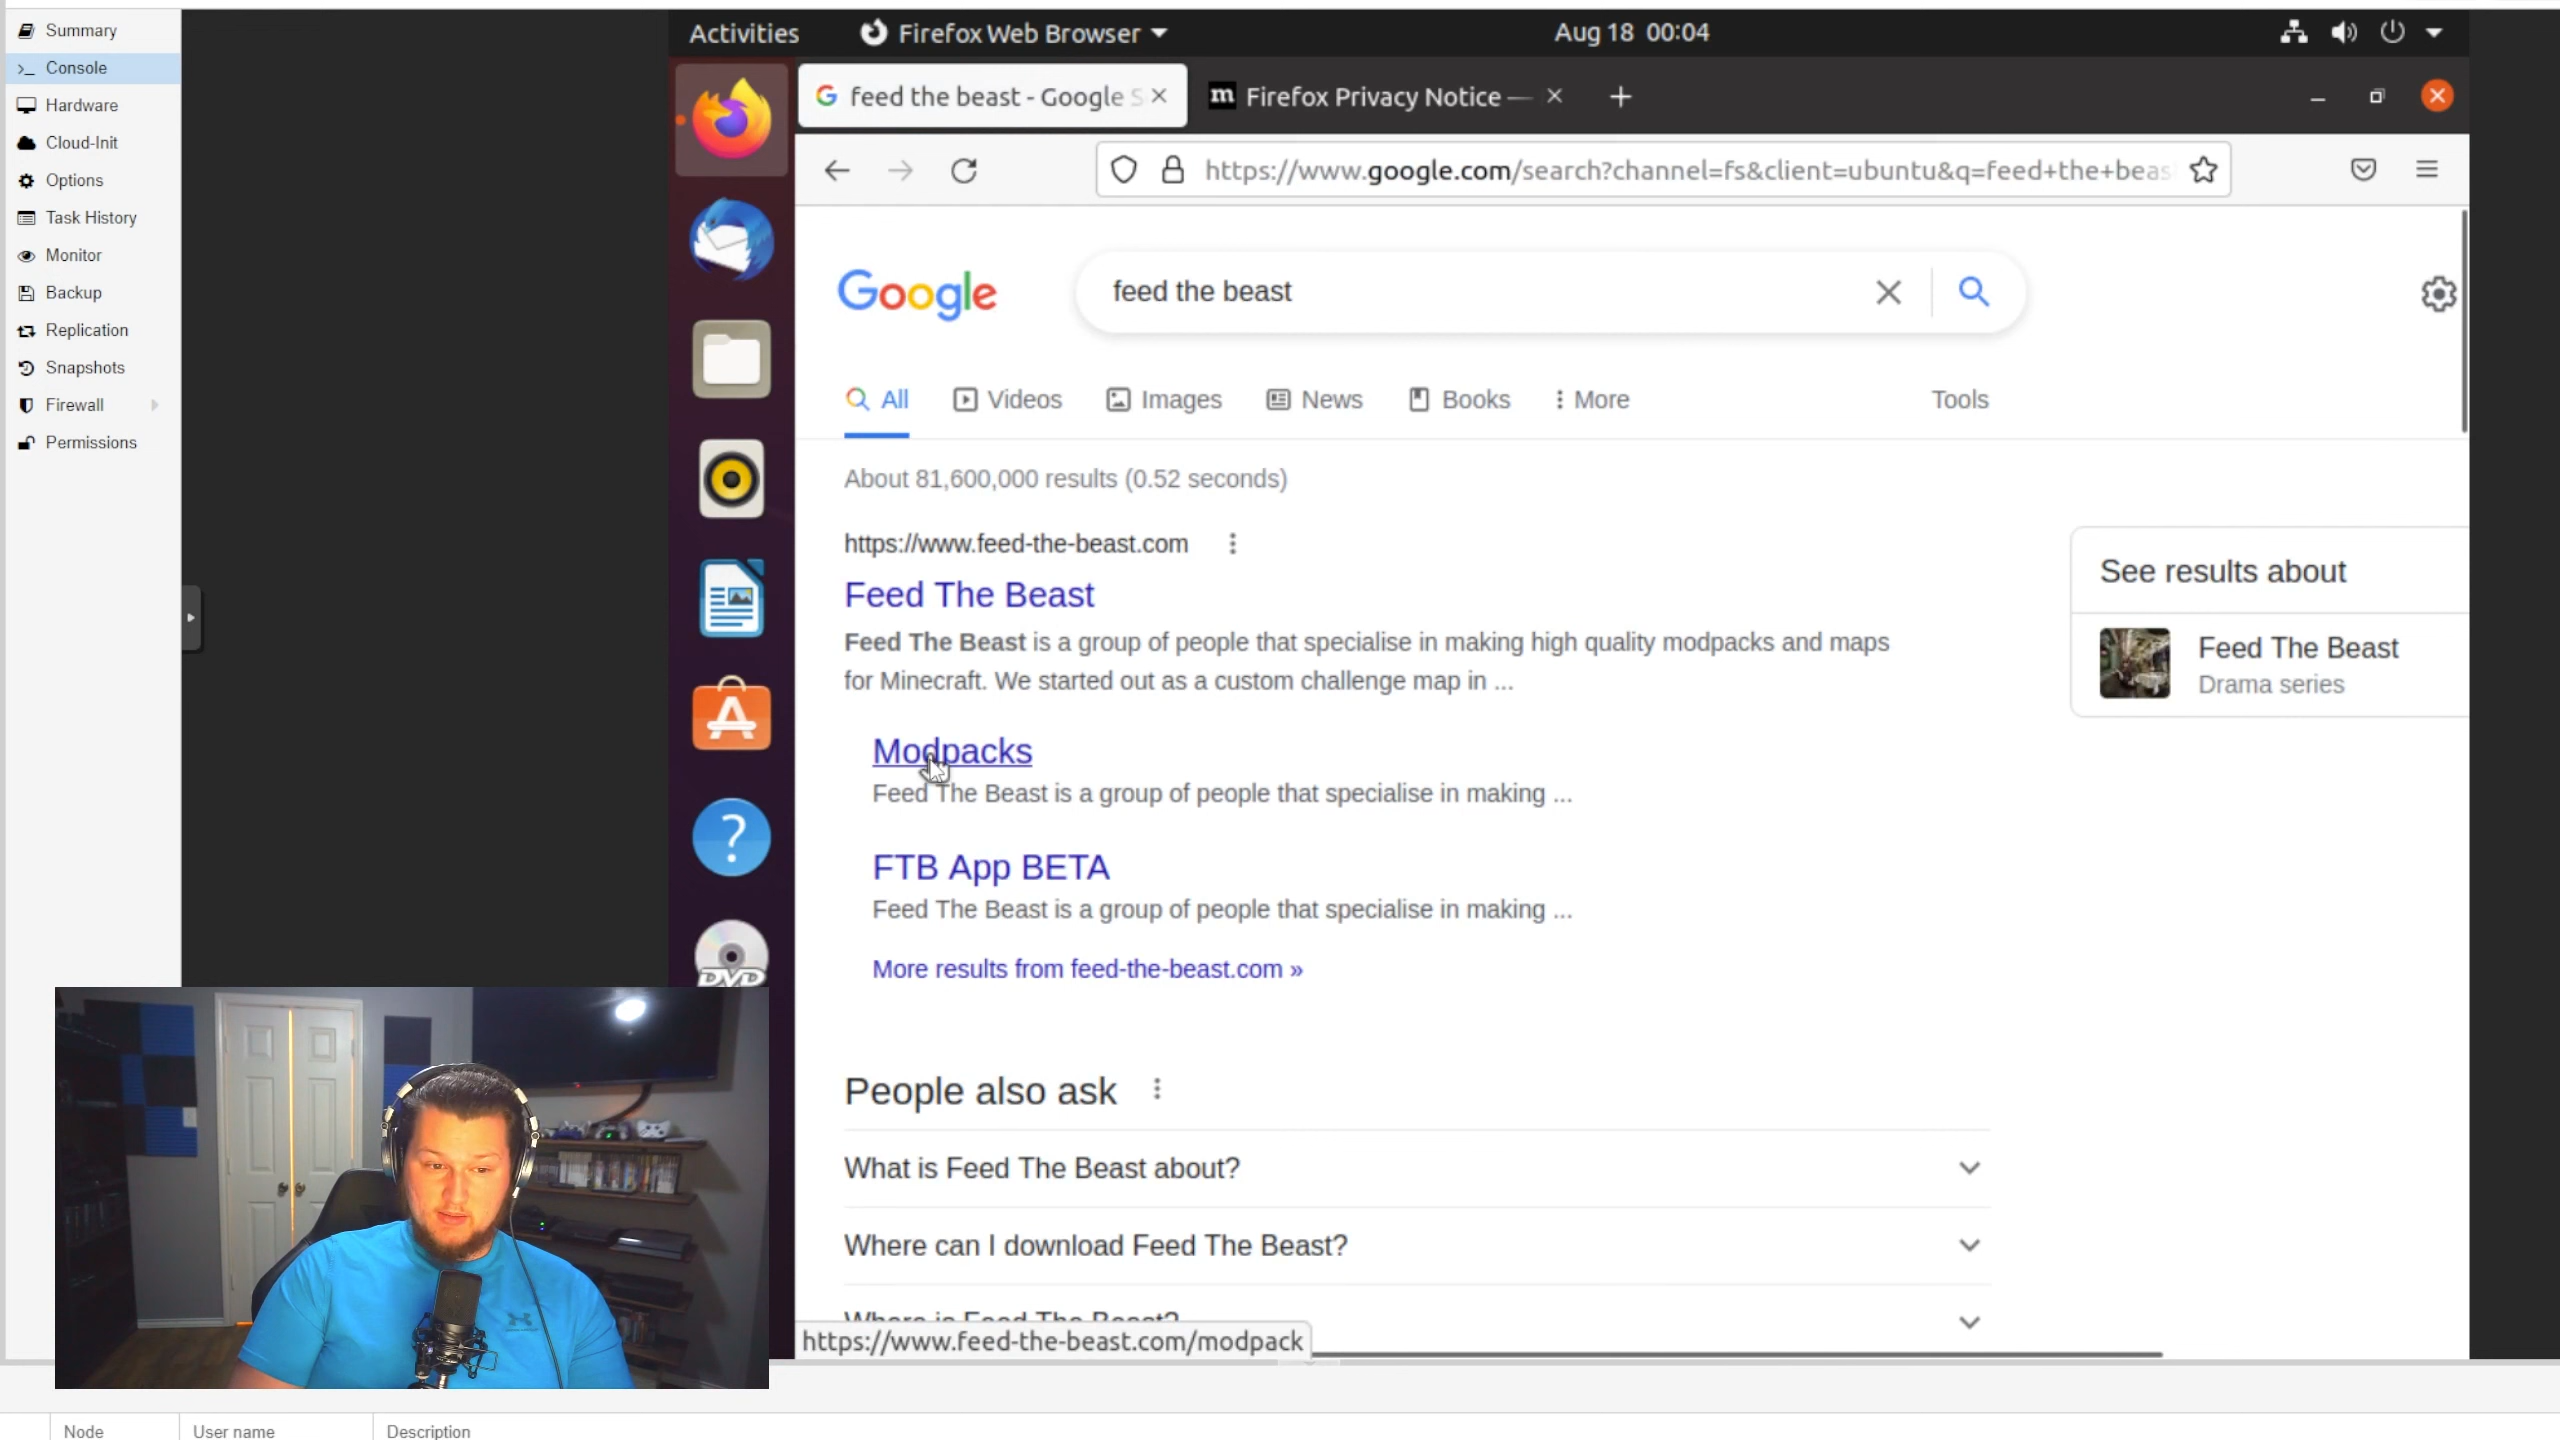 Summary
Console
Hardware
Cloud-Init
Options
Task History
Monitor
Backup
Replication
Snapshots
Firewall
Permissions
Activities
Firefox Web Browser
Aug 18 00:04
feed the beast - Google S
m Firefox Privacy Notice —
https://www.google.com/search?channel=fs&client=ubuntu&q=feed+the+beas
Google
feed the beast
All
Videos
Images
News
Books
More
Tools
About 81,600,000 results (0.52 seconds)
https://www.feed-the-beast.com
Feed The Beast
Feed The Beast is a group of people that specialise in making high quality modpacks and maps
for Minecraft. We started out as a custom challenge map in ...
Modpacks
Feed The Beast is a group of people that specialise in making ...
FTB App BETA
Feed The Beast is a group of people that specialise in making ...
More results from feed-the-beast.com »
See results about
Feed The Beast
Drama series
People also ask
What is Feed The Beast about?
Where can I download Feed The Beast?
Where is Feed The Beast?
https://www.feed-the-beast.com/modpack
DVD
Node
User name
Description